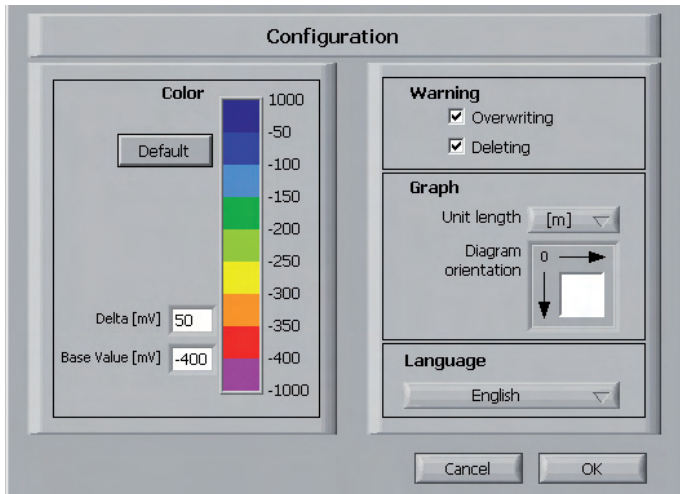 Configuration
Color
Default
1000
-50
-100
-150
-200
-250
-300
-350
-400
-1000
Delta [mV] 50
Base Value [mV] -400
Warning
Overwriting
Deleting
Graph
Unit length [m]
Diagram
orientation
0
Language
English
Cancel OK